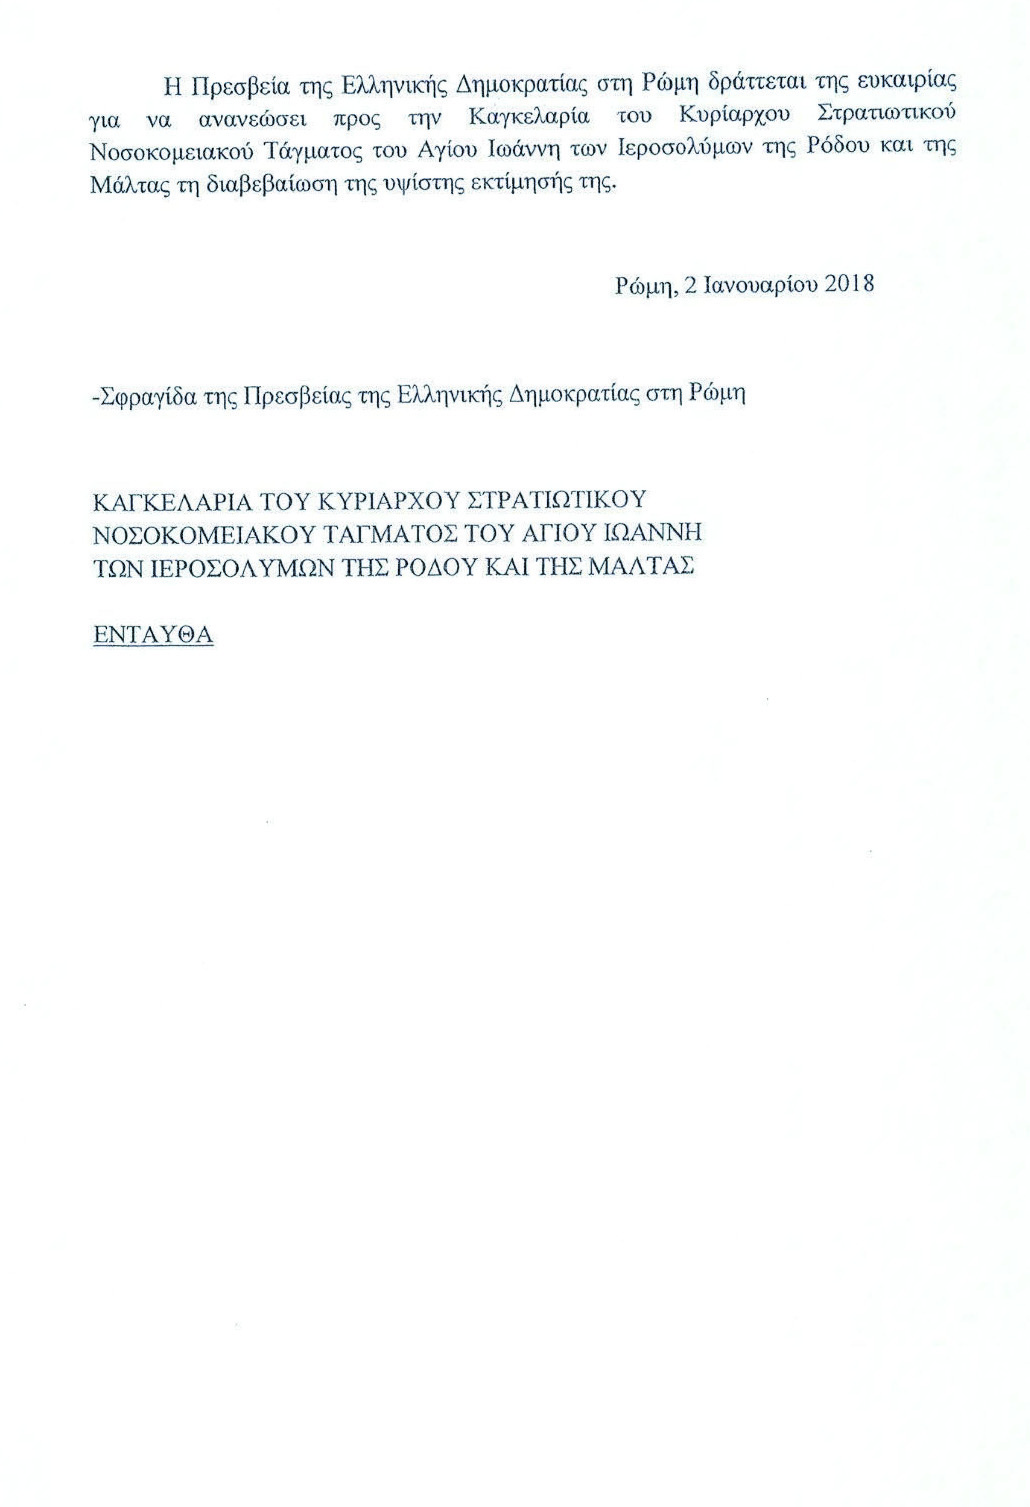 Η Πρεσβεία της Ελληνικής Δημοκρατίας στη Ρώμη δράττεται της ευκαιρίας
για να ανανεώσει προς την Καγκελαρία του Κυρίαρχου Στρατιωτικού
Νοσοκομειακού Τάγματος του Αγίου Ιωάννη των Ιεροσολύμων της Ρόδου και της
Μάλτας τη διαβεβαίωση της υψίστης εκτίμησής της.
Ρώμη, 2 Ιανουαρίου 2018
-Σφραγίδα της Πρεσβείας της Ελληνικής Δημοκρατίας στη Ρώμη
ΚΑΓΚΕΛΑΡΙΑ ΤΟΥ ΚΥΡΙΑΡΧΟΥ ΣΤΡΑΤΙΩΤΙΚΟΥ
ΝΟΣΟΚΟΜΕΙΑΚΟΥ ΤΑΓΜΑΤΟΣ ΤΟΥ ΑΓΙΟΥ ΙΩΑΝΝΗ
ΤΩΝ ΙΕΡΟΣΟΛΥΜΩΝ ΤΗΣ ΡΟΔΟΥ ΚΑΙ ΤΗΣ ΜΑΛΤΑΣ
ΕΝΤΑΥΘΑ